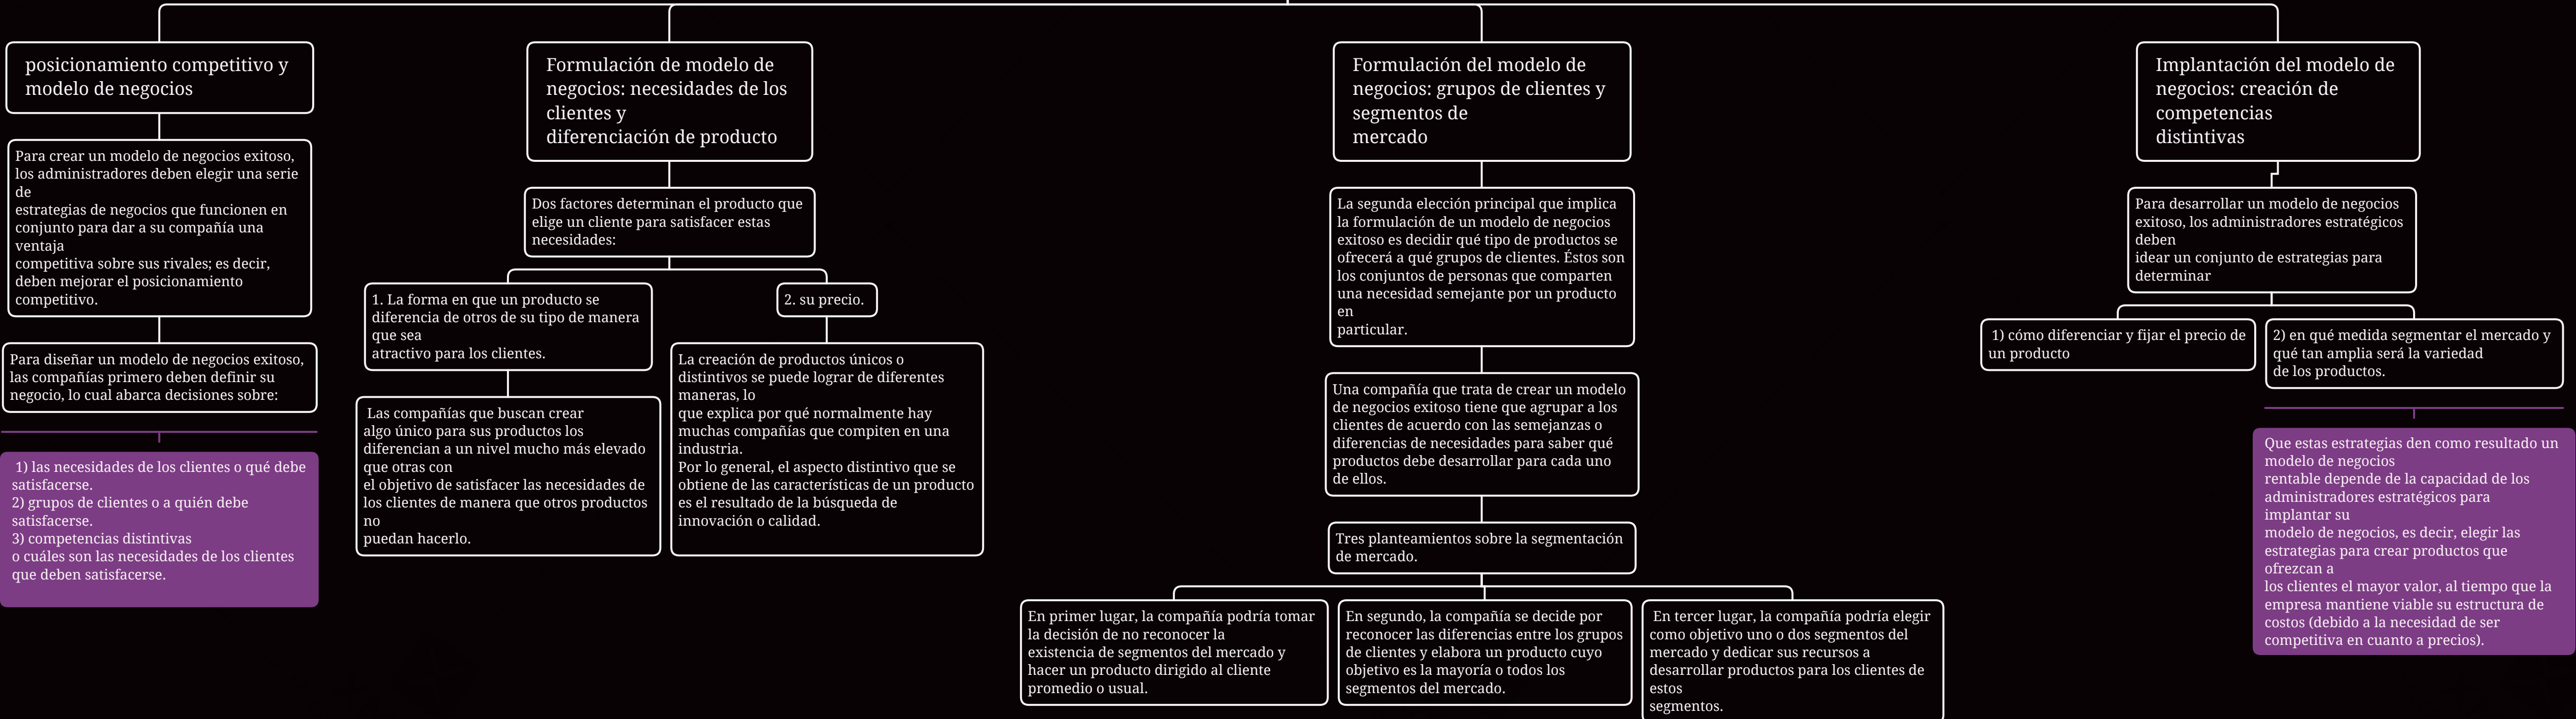 posicionamiento competitivo y
modelo de negocios
Para crear un modelo de negocios exitoso,
los administradores deben elegir una serie
de
estrategias de negocios que funcionen en
conjunto para dar a su compañía una
ventaja
competitiva sobre sus rivales; es decir,
deben mejorar el posicionamiento
competitivo.
Para diseñar un modelo de negocios exitoso,
las compañías primero deben definir su
negocio, lo cual abarca decisiones sobre:
1) las necesidades de los clientes o qué debe
satisfacerse.
2) grupos de clientes o a quién debe
satisfacerse.
3) competencias distintivas
o cuáles son las necesidades de los clientes
que deben satisfacerse.
Formulación de modelo de
negocios: necesidades de los
clientes y
diferenciación de producto
Dos factores determinan el producto que
elige un cliente para satisfacer estas
necesidades:
1. La forma en que un producto se
diferencia de otros de su tipo de manera
que sea
atractivo para los clientes.
Las compañías que buscan crear
algo único para sus productos los
diferencian a un nivel mucho más elevado
que otras con
el objetivo de satisfacer las necesidades de
los clientes de manera que otros productos
no
puedan hacerlo.
2. su precio.
La creación de productos únicos o
distintivos se puede lograr de diferentes
maneras, lo
que explica por qué normalmente hay
muchas compañías que compiten en una
industria.
Por lo general, el aspecto distintivo que se
obtiene de las características de un producto
es el resultado de la búsqueda de
innovación o calidad.
Formulación del modelo de
negocios: grupos de clientes y
segmentos de
mercado
La segunda elección principal que implica
la formulación de un modelo de negocios
exitoso es decidir qué tipo de productos se
ofrecerá a qué grupos de clientes. Éstos son
los conjuntos de personas que comparten
una necesidad semejante por un producto
en
particular.
Una compañía que trata de crear un modelo
de negocios exitoso tiene que agrupar a los
clientes de acuerdo con las semejanzas o
diferencias de necesidades para saber qué
productos debe desarrollar para cada uno
de ellos.
Tres planteamientos sobre la segmentación
de mercado.
En primer lugar, la compañía podría tomar
la decisión de no reconocer la
existencia de segmentos del mercado y
hacer un producto dirigido al cliente
promedio o usual.
En segundo, la compañía se decide por
reconocer las diferencias entre los grupos
de clientes y elabora un producto cuyo
objetivo es la mayoría o todos los
segmentos del mercado.
En tercer lugar, la compañía podría elegir
como objetivo uno o dos segmentos del
mercado y dedicar sus recursos a
desarrollar productos para los clientes de
estos
segmentos.
Implantación del modelo de
negocios: creación de
competencias
distintivas
Para desarrollar un modelo de negocios
exitoso, los administradores estratégicos
deben
idear un conjunto de estrategias para
determinar
1) cómo diferenciar y fijar el precio de
un producto
2) en qué medida segmentar el mercado y
qué tan amplia será la variedad
de los productos.
Que estas estrategias den como resultado un
modelo de negocios
rentable depende de la capacidad de los
administradores estratégicos para
implantar su
modelo de negocios, es decir, elegir las
estrategias para crear productos que
ofrezcan a
los clientes el mayor valor, al tiempo que la
empresa mantiene viable su estructura de
costos (debido a la necesidad de ser
competitiva en cuanto a precios).